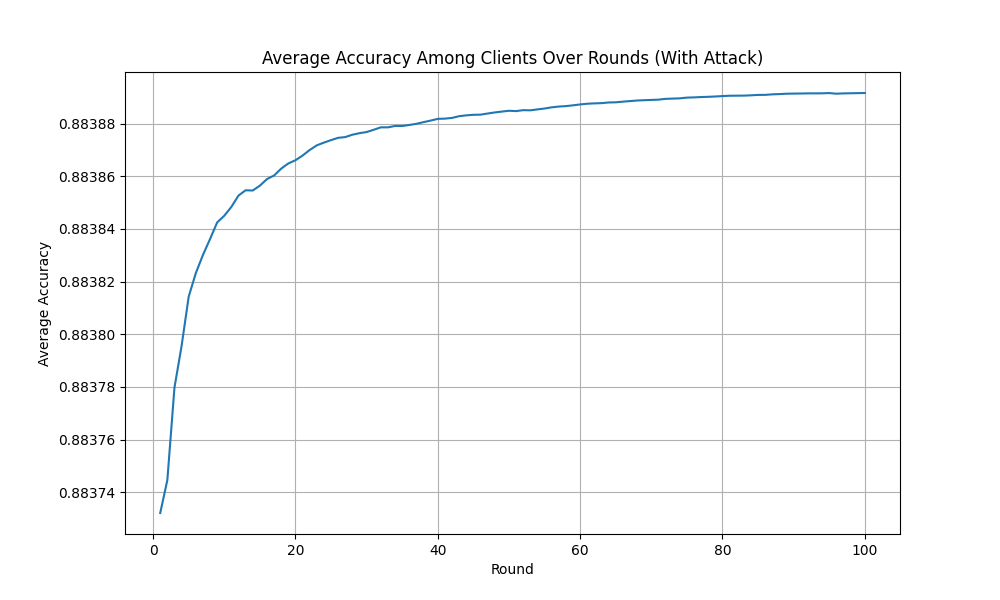 Average Accuracy Among Clients Over Rounds (With Attack)
Average Accuracy
0.88388
0.88386
0.88384
0.88382
0.88380
0.88378
0.88376
0.88374
0 20 40 60 80 100
Round